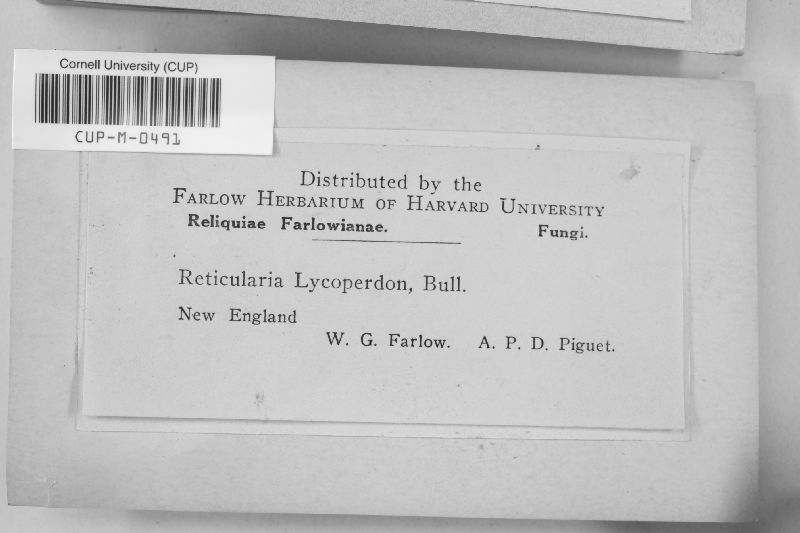 Cornell University (CUP)
CUP-M-0491
Distributed by the
Farlow Herbarium of Harvard University
Reliquiae Farlowianae. Fungi.
Reticularia Lycoperdon, Bull.
New England
W. G. Farlow. A. P. D. Piguet.